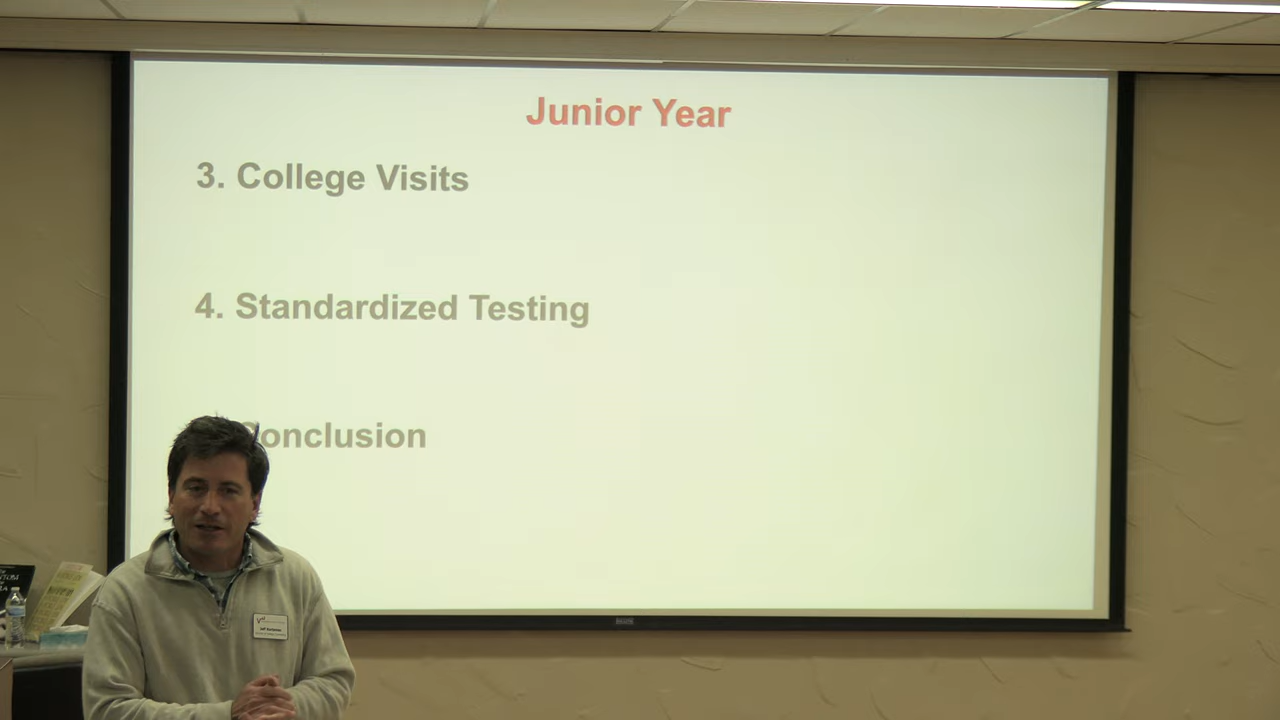 Junior Year
3. College Visits
4. Standardized Testing
Conclusion